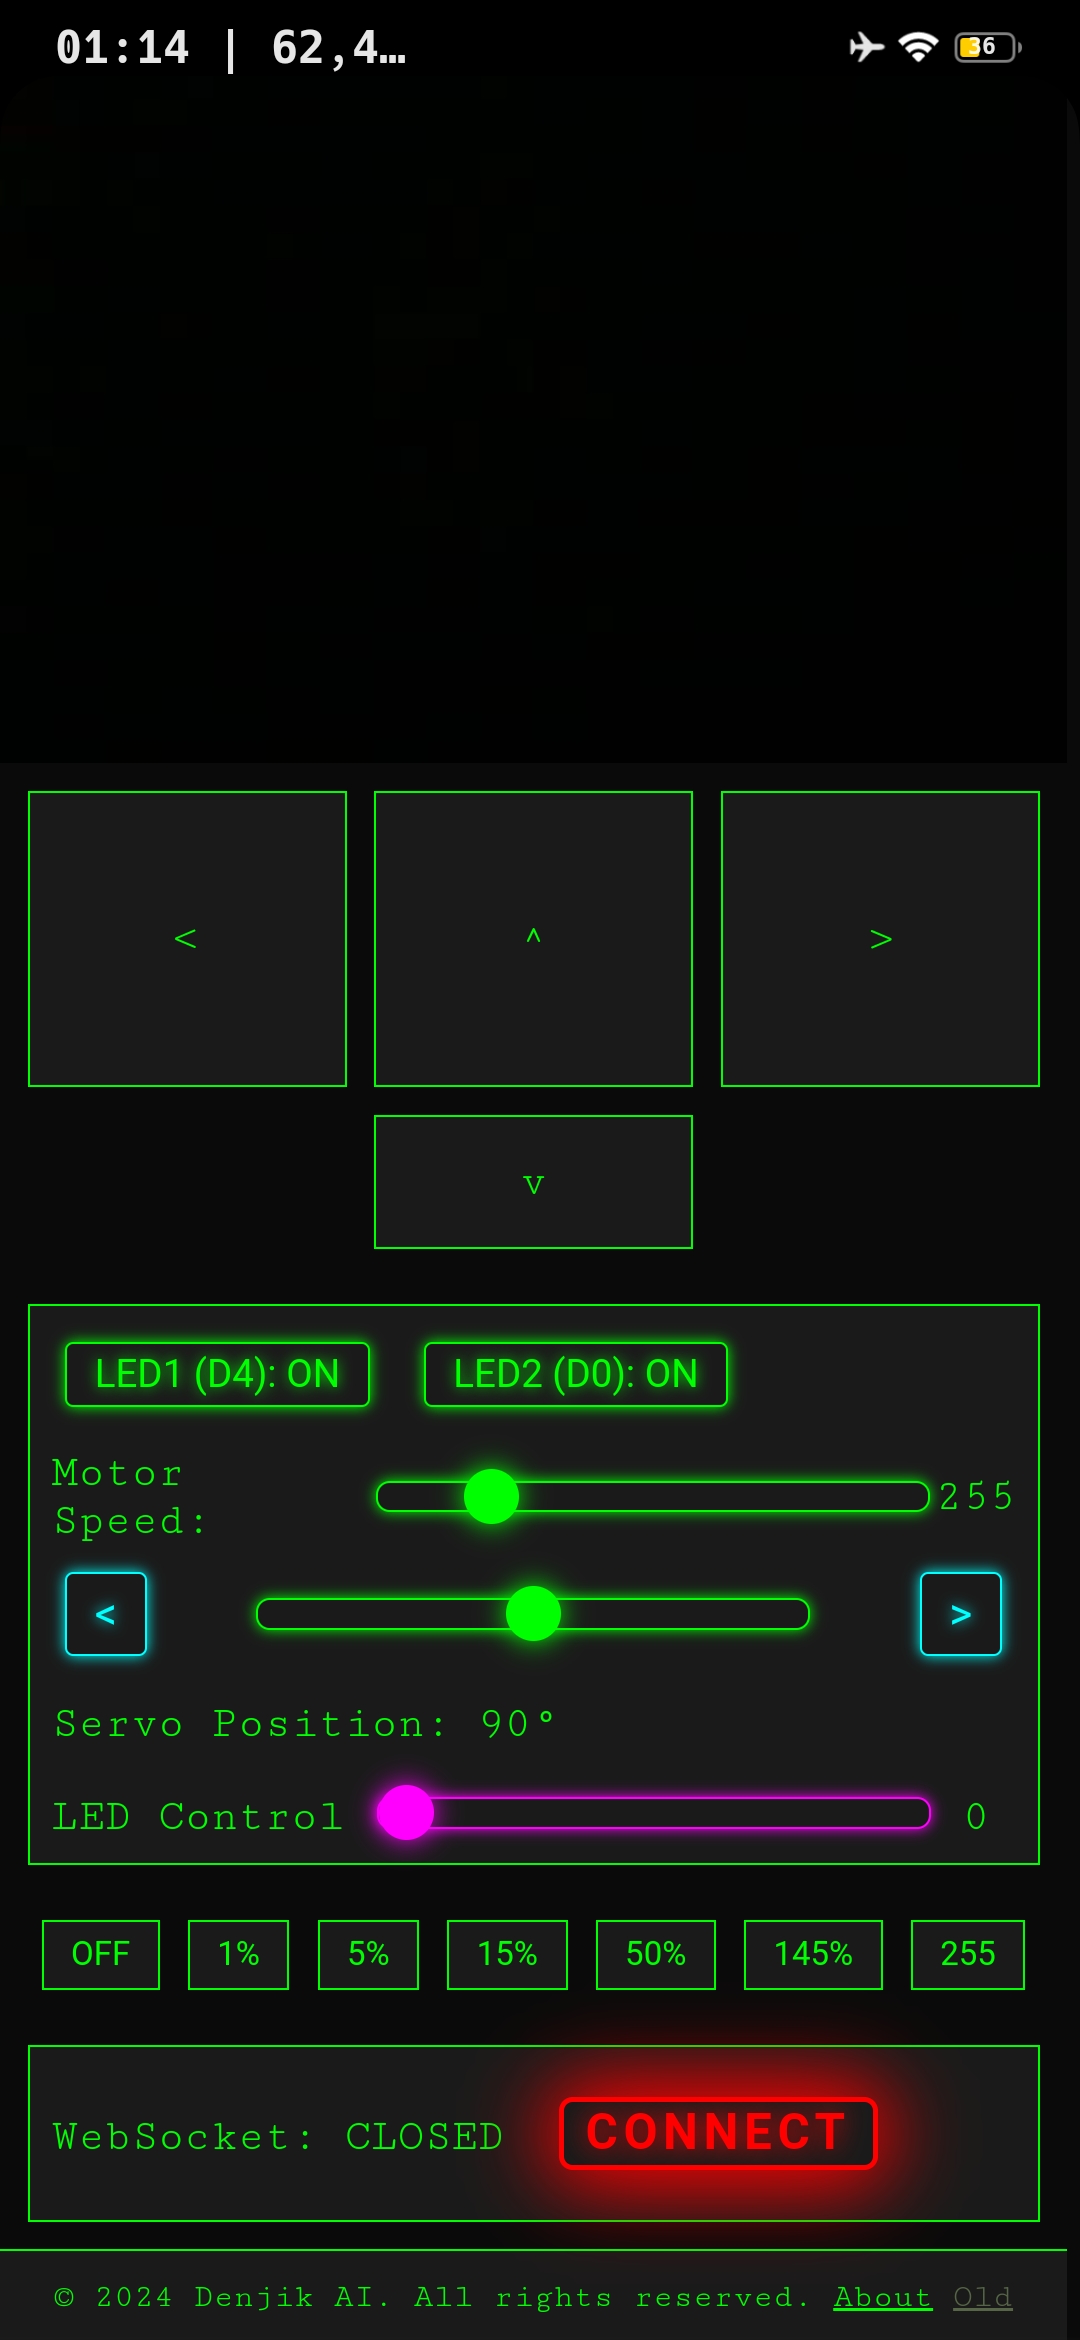 01:14 | 62,4…
36
< ^ >
v
LED1 (D4): ON LED2 (D0): ON
Motor
Speed:
255
< >
Servo Position: 90°
LED Control 0
OFF 1% 5% 15% 50% 145% 255
WebSocket: CLOSED CONNECT
© 2024 Denjik AI. All rights reserved. About Old